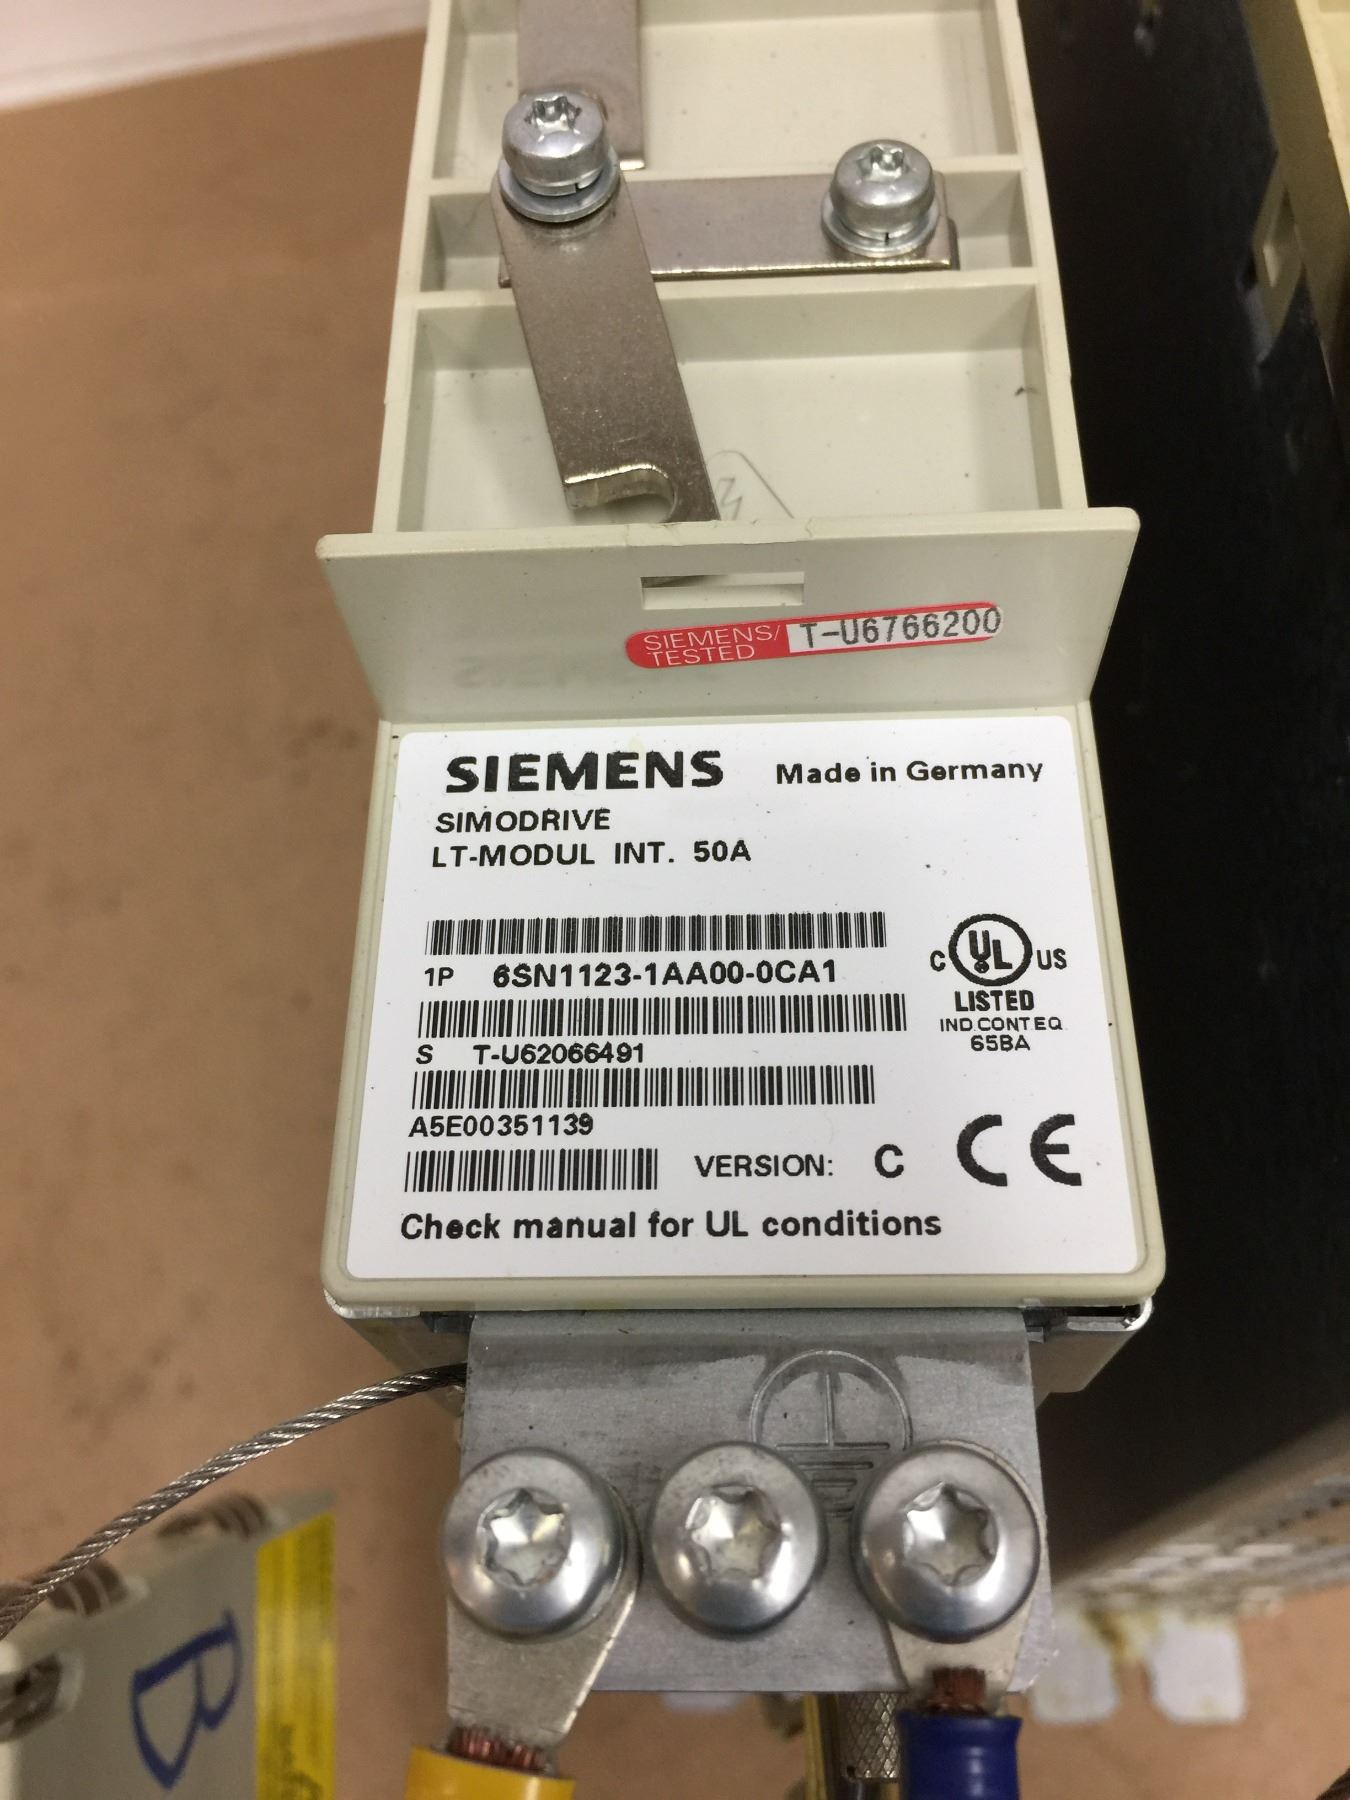 SIEMENS/ T-U6766200
TESTED
SIEMENS Made in Germany
SIMODRIVE
LT-MODUL INT. 50A
1P 6SN1123-1AA00-0CA1
C UL US
LISTED
IND.CONT.EQ.
65BA
S T-U62066491
A5E00351139
VERSION: C CE
Check manual for UL conditions
B